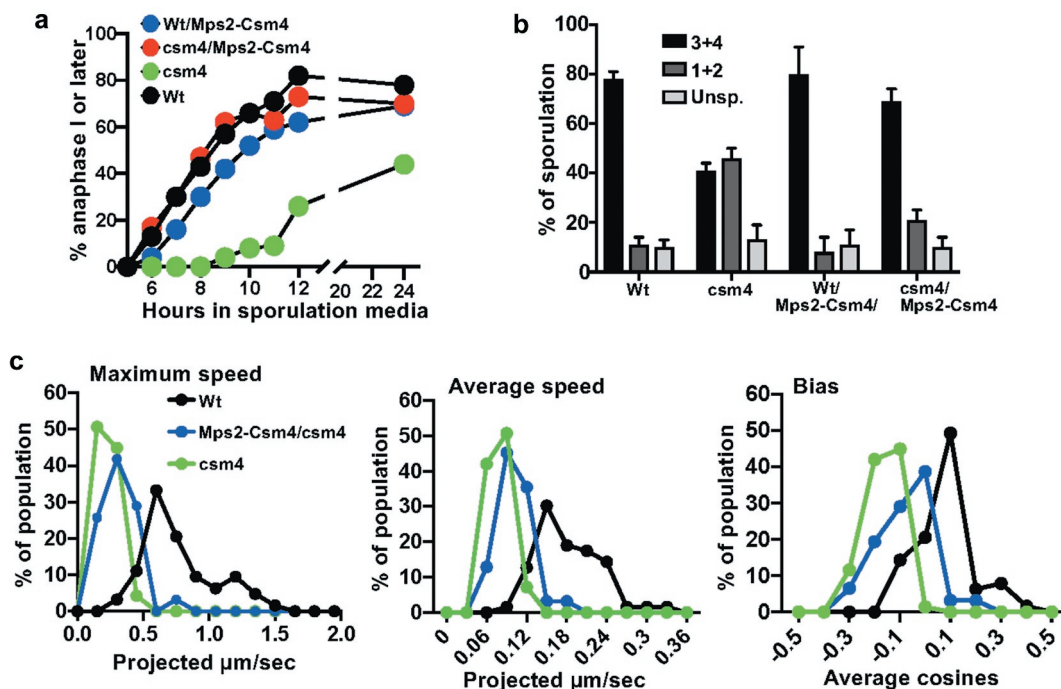 a
Wt/Mps2-Csm4
csm4/Mps2-Csm4
csm4
Wt
% anaphase I or later
100
80
60
40
20
0
6 8 10 12 20 22 24
Hours in sporulation media
b
3+4
1+2
Unsp.
% of sporulation
100
80
60
40
20
0
Wt
csm4
Wt/
Mps2-Csm4/
csm4/
Mps2-Csm4
c
Maximum speed
Wt
Mps2-Csm4/csm4
csm4
% of population
60
50
40
30
20
10
0
0.0 0.5 1.0 1.5 2.0
Projected µm/sec
Average speed
% of population
60
50
40
30
20
10
0
0 0.06 0.12 0.18 0.24 0.3 0.36
Projected µm/sec
Bias
% of population
60
50
40
30
20
10
0
-0.5 -0.3 -0.1 0.1 0.3 0.5
Average cosines